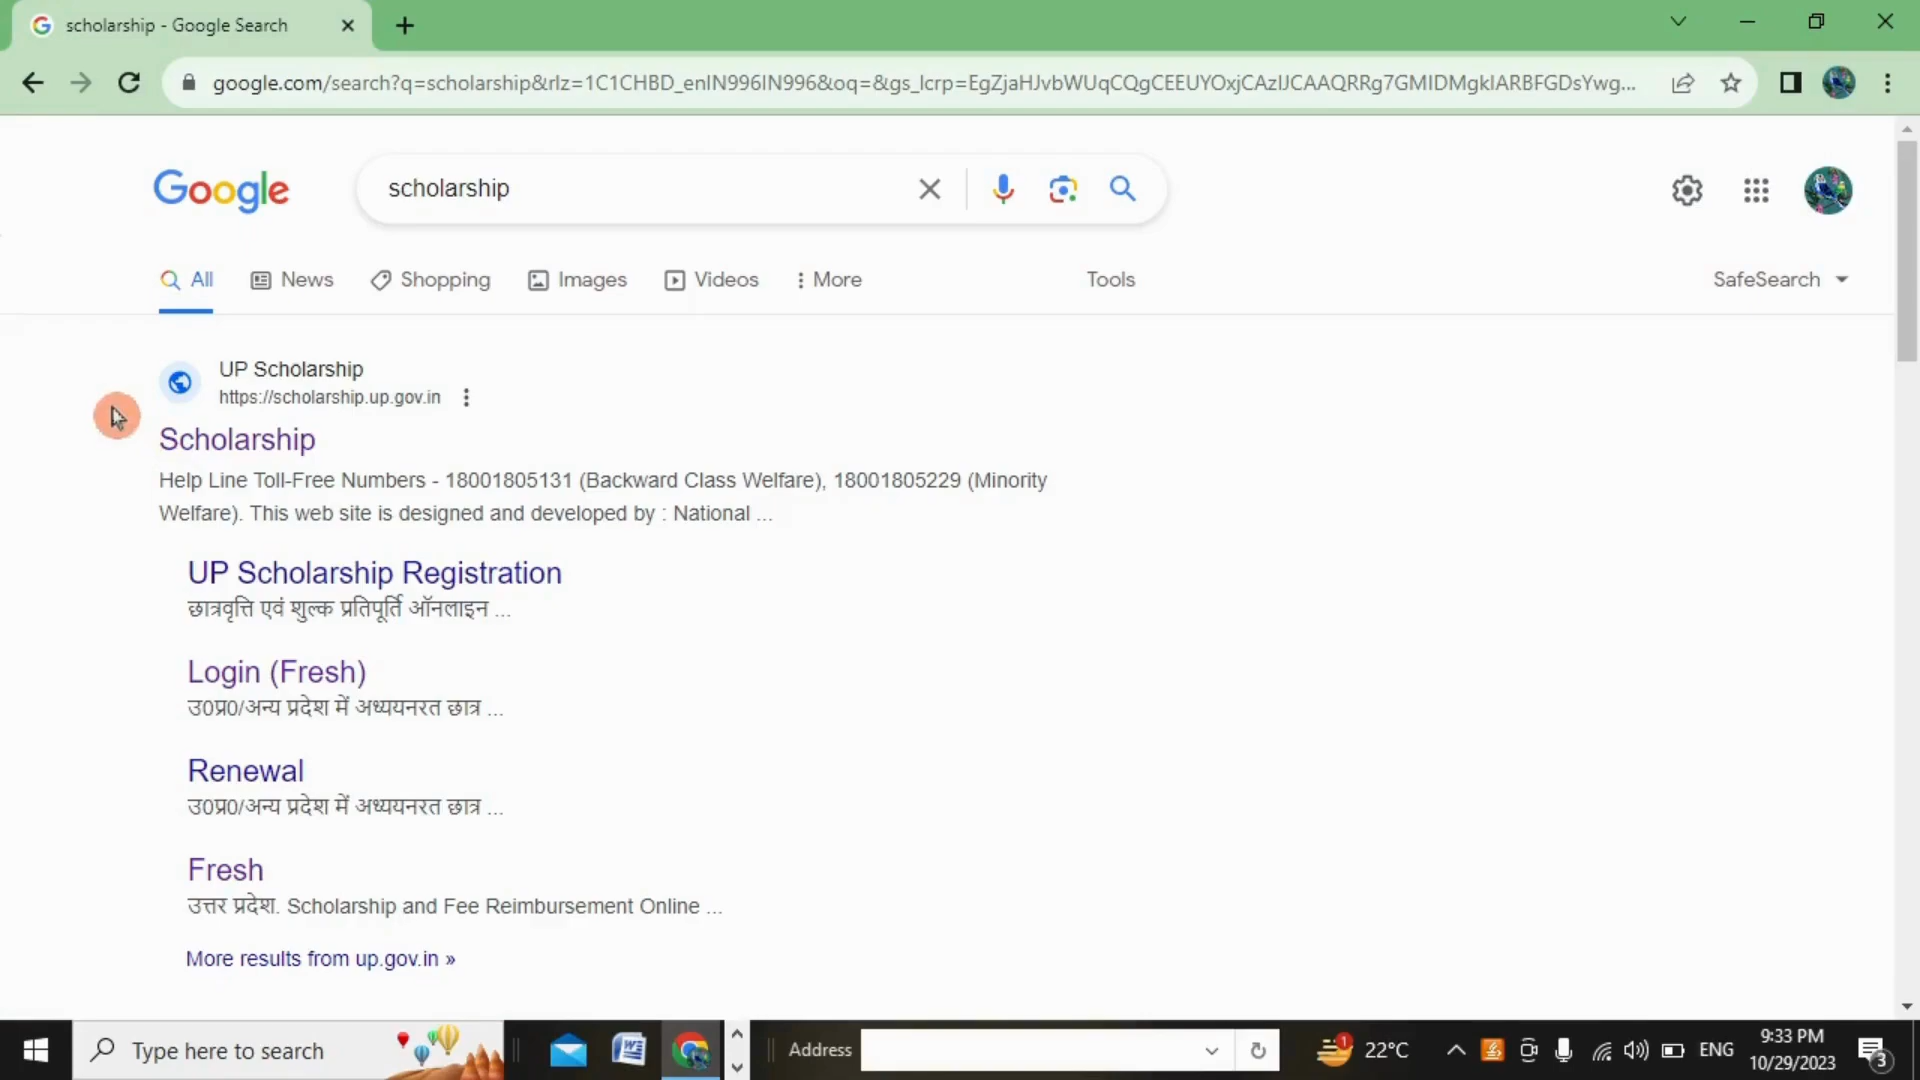 scholarship - Google Search
google.com/search?q=scholarship&rlz=1C1CHBD_enIN996IN996&oq=&gs_lcrp=EgZjaHJvbWUqCQgCEEUYOxjCAzIJCAAQRRg7GMIDMgkIARBFGDsYwg...
Google
scholarship
All News Shopping Images Videos More Tools SafeSearch
UP Scholarship
https://scholarship.up.gov.in
Scholarship
Help Line Toll-Free Numbers - 18001805131 (Backward Class Welfare), 18001805229 (Minority
Welfare). This web site is designed and developed by : National ...
UP Scholarship Registration
छात्रवृत्ति एवं शुल्क प्रतिपूर्ति ऑनलाइन ...
Login (Fresh)
उ0प्र0/अन्य प्रदेश में अध्ययनरत छात्र ...
Renewal
उ0प्र0/अन्य प्रदेश में अध्ययनरत छात्र ...
Fresh
उत्तर प्रदेश. Scholarship and Fee Reimbursement Online ...
More results from up.gov.in »
Type here to search
Address
1
22°C
ENG
9:33 PM
10/29/2023
3